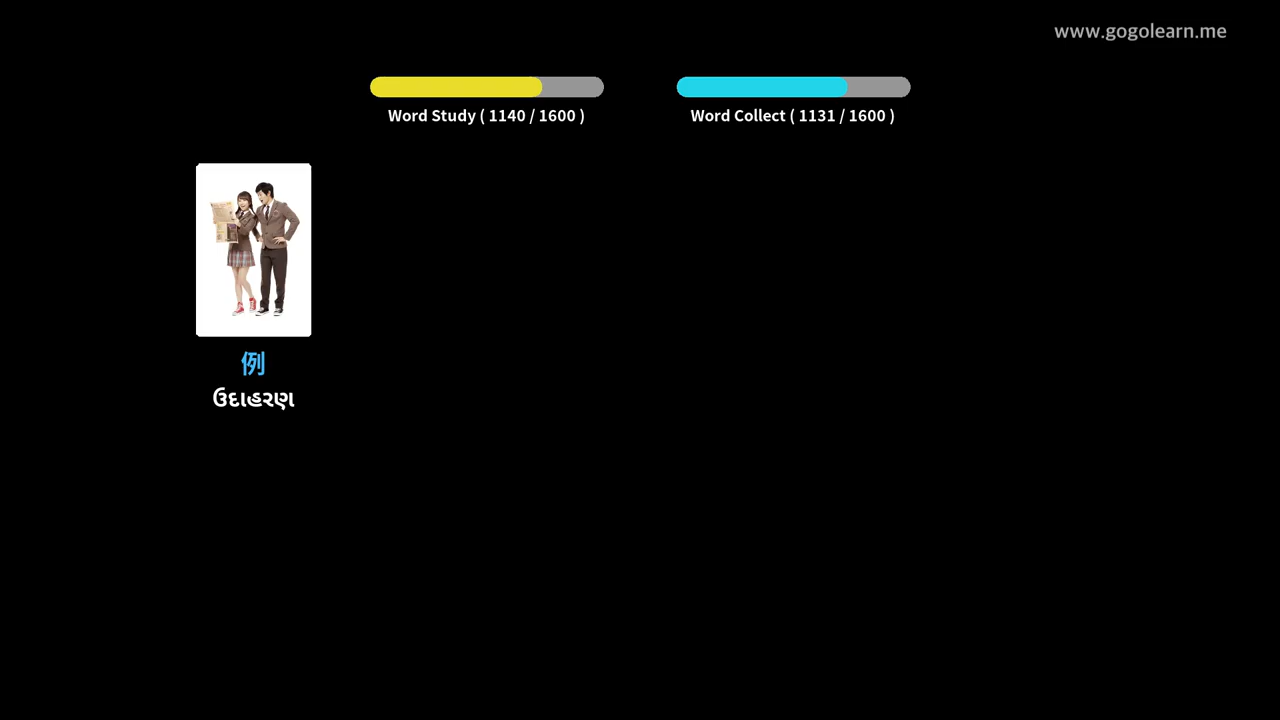 www.gogolearn.me
Word Study ( 1140 / 1600 )
Word Collect ( 1131 / 1600 )
例
ઉદાહરણ